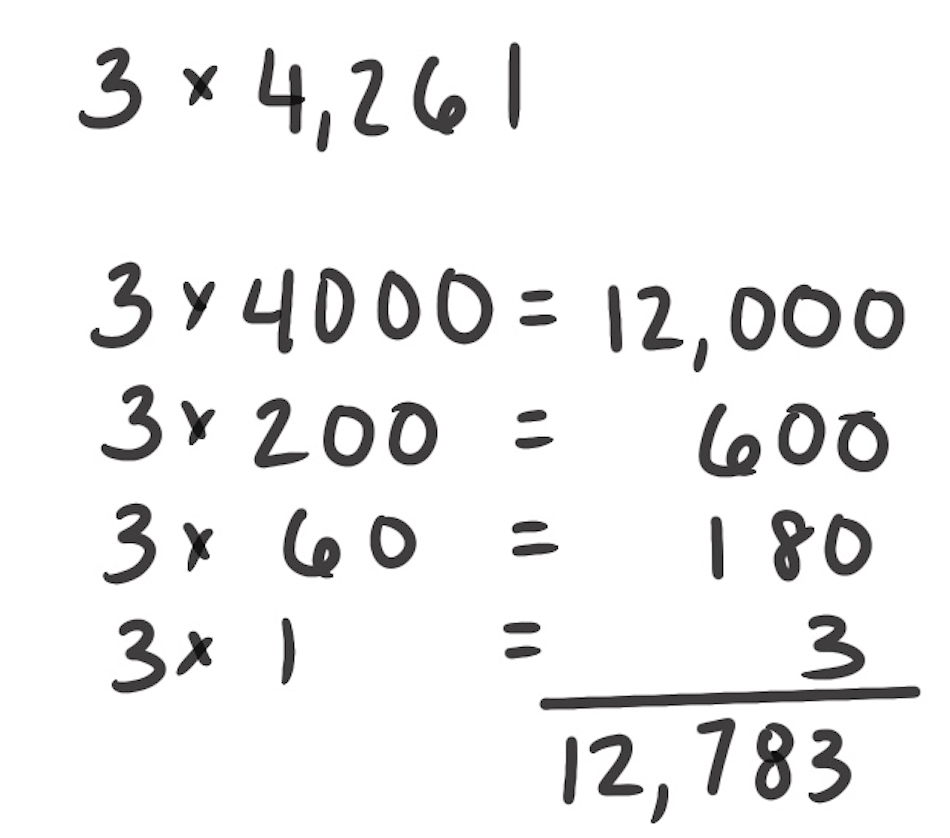 3 × 4,261
3 × 4000 = 12,000
3 × 200 = 600
3 × 60 = 180
3 × 1 = 3
12,783